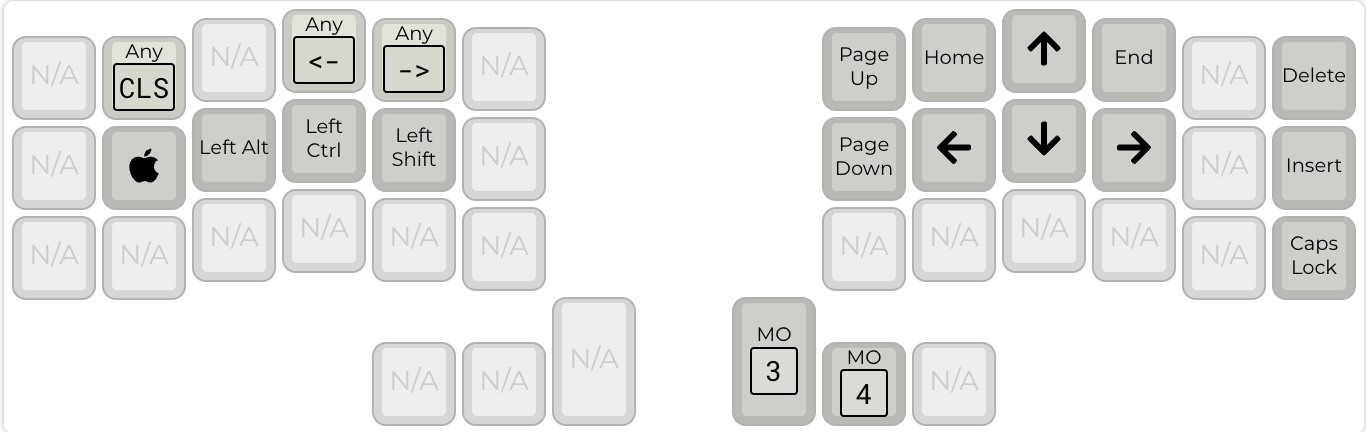 N/A
Any
CLS
N/A
Any
<-
Any
->
N/A
Page
Up
Home
↑
End
N/A
Delete
N/A
Left Alt
Left
Ctrl
Left
Shift
N/A
Page
Down
←
↓
→
N/A
Insert
N/A
N/A
N/A
N/A
N/A
N/A
N/A
N/A
N/A
N/A
N/A
Caps
Lock
N/A
N/A
N/A
MO
3
MO
4
N/A